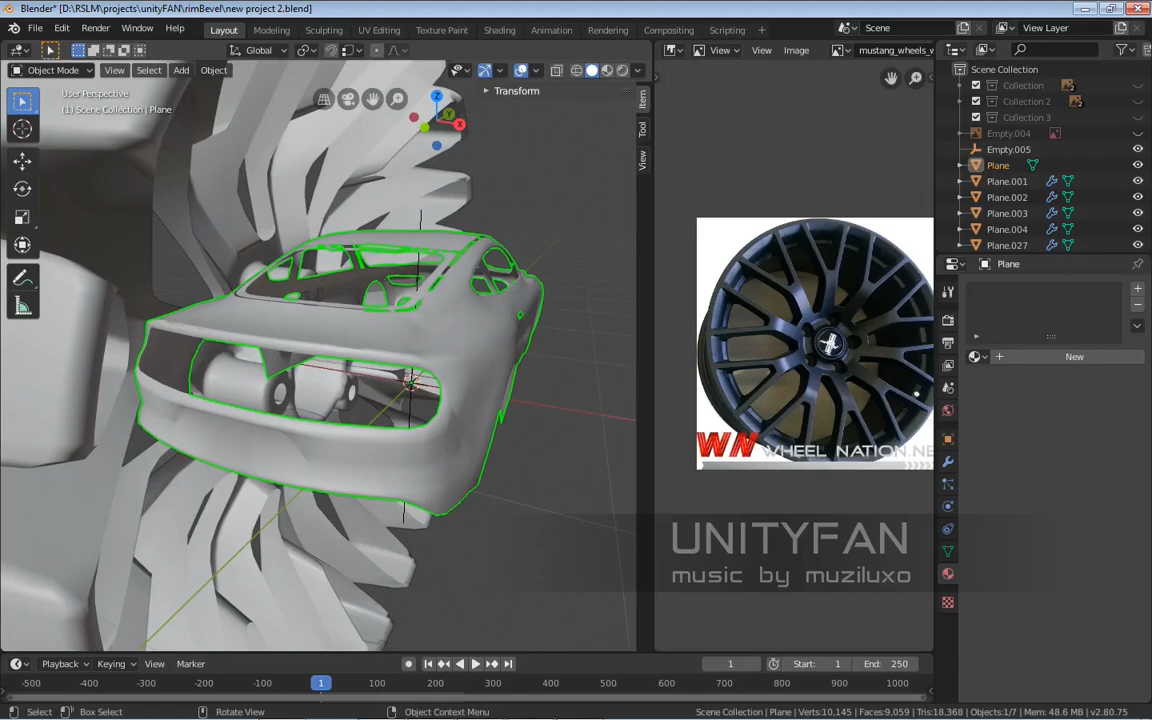 Blender* [D:\RSLM\projects\unityFAN\rimBevel\new project 2.blend]
File Edit Render Window Help Layout Modeling Sculpting UV Editing Texture Paint Shading Animation Rendering Compositing Scripting + Scene View Layer
Global View View Image mustang_wheels_w
Object Mode View Select Add Object
User Perspective
(1) Scene Collection | Plane
Transform
Item
Tool
View
Z
Y
X
Scene Collection
Collection 2
Collection 2 2
Collection 3
Empty.004
Empty.005
Plane
Plane.001
Plane.002
Plane.003
Plane.004
Plane.027
Plane
New
WN WHEEL NATION.NE
UNITYFAN
music by muziluxo
Playback Keying View Marker 1 Start: 1 End: 250
-500 -400 -300 -200 -100 1 100 200 300 400 500 600 700 800 900 1000
Select Box Select Rotate View Object Context Menu Scene Collection | Plane | Verts:10,145 | Faces:9,059 | Tris:18,368 | Objects:1/7 | Mem: 48.6 MB | v2.80.75